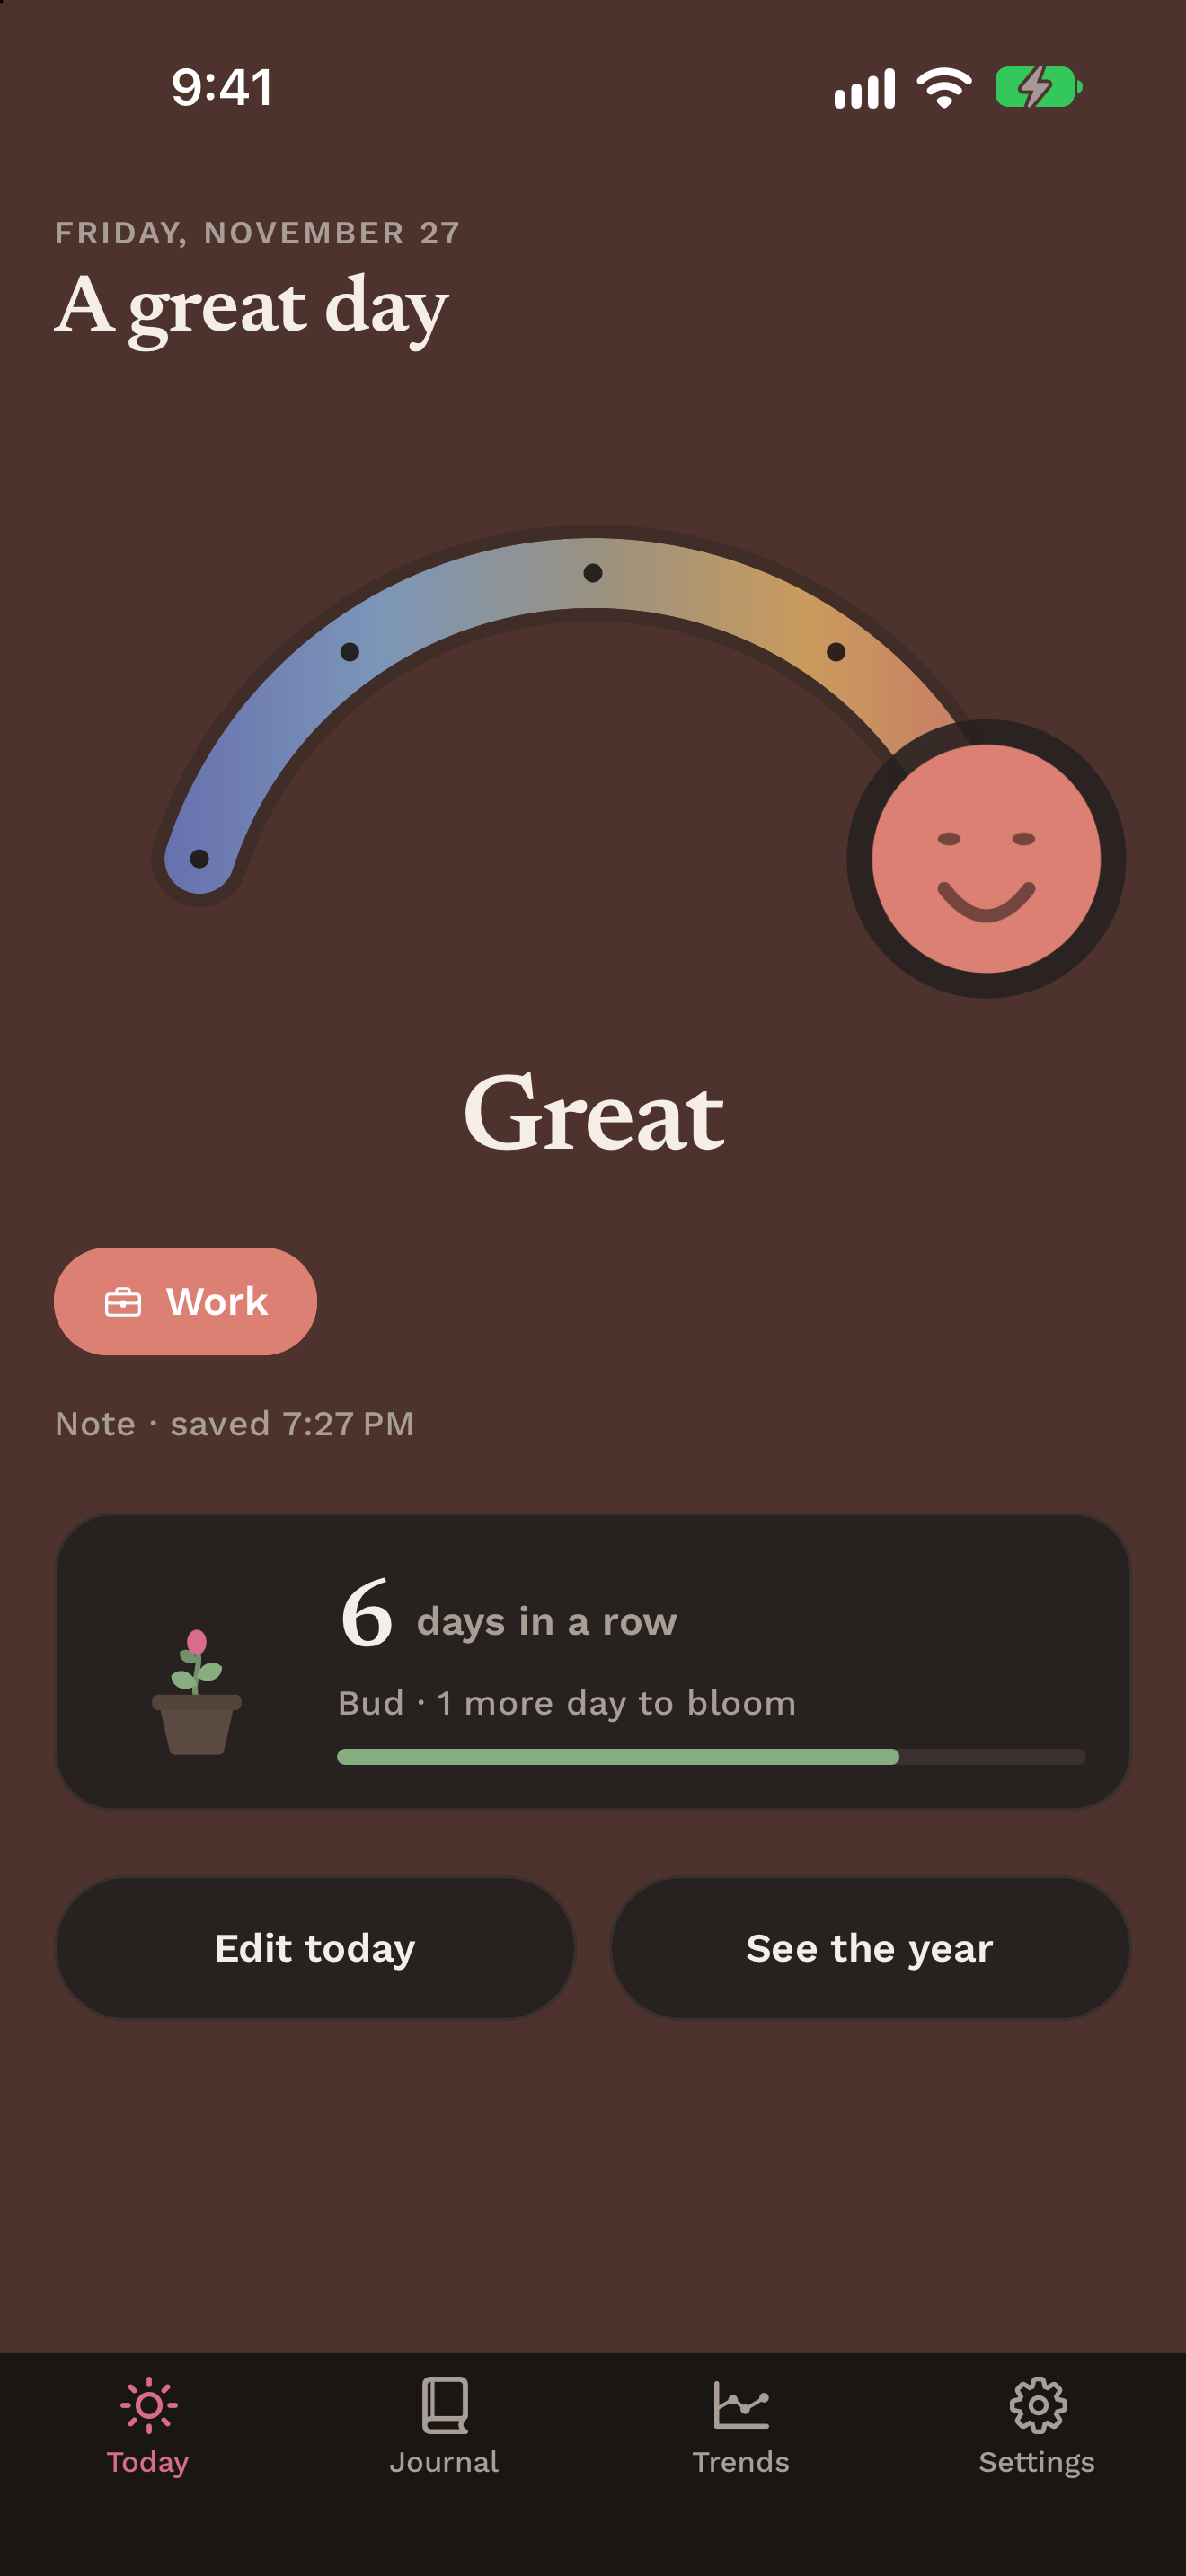 9:41
FRIDAY, NOVEMBER 27
A great day
Great
Work
Note · saved 7:27 PM
6 days in a row
Bud · 1 more day to bloom
Edit today
See the year
Today
Journal
Trends
Settings